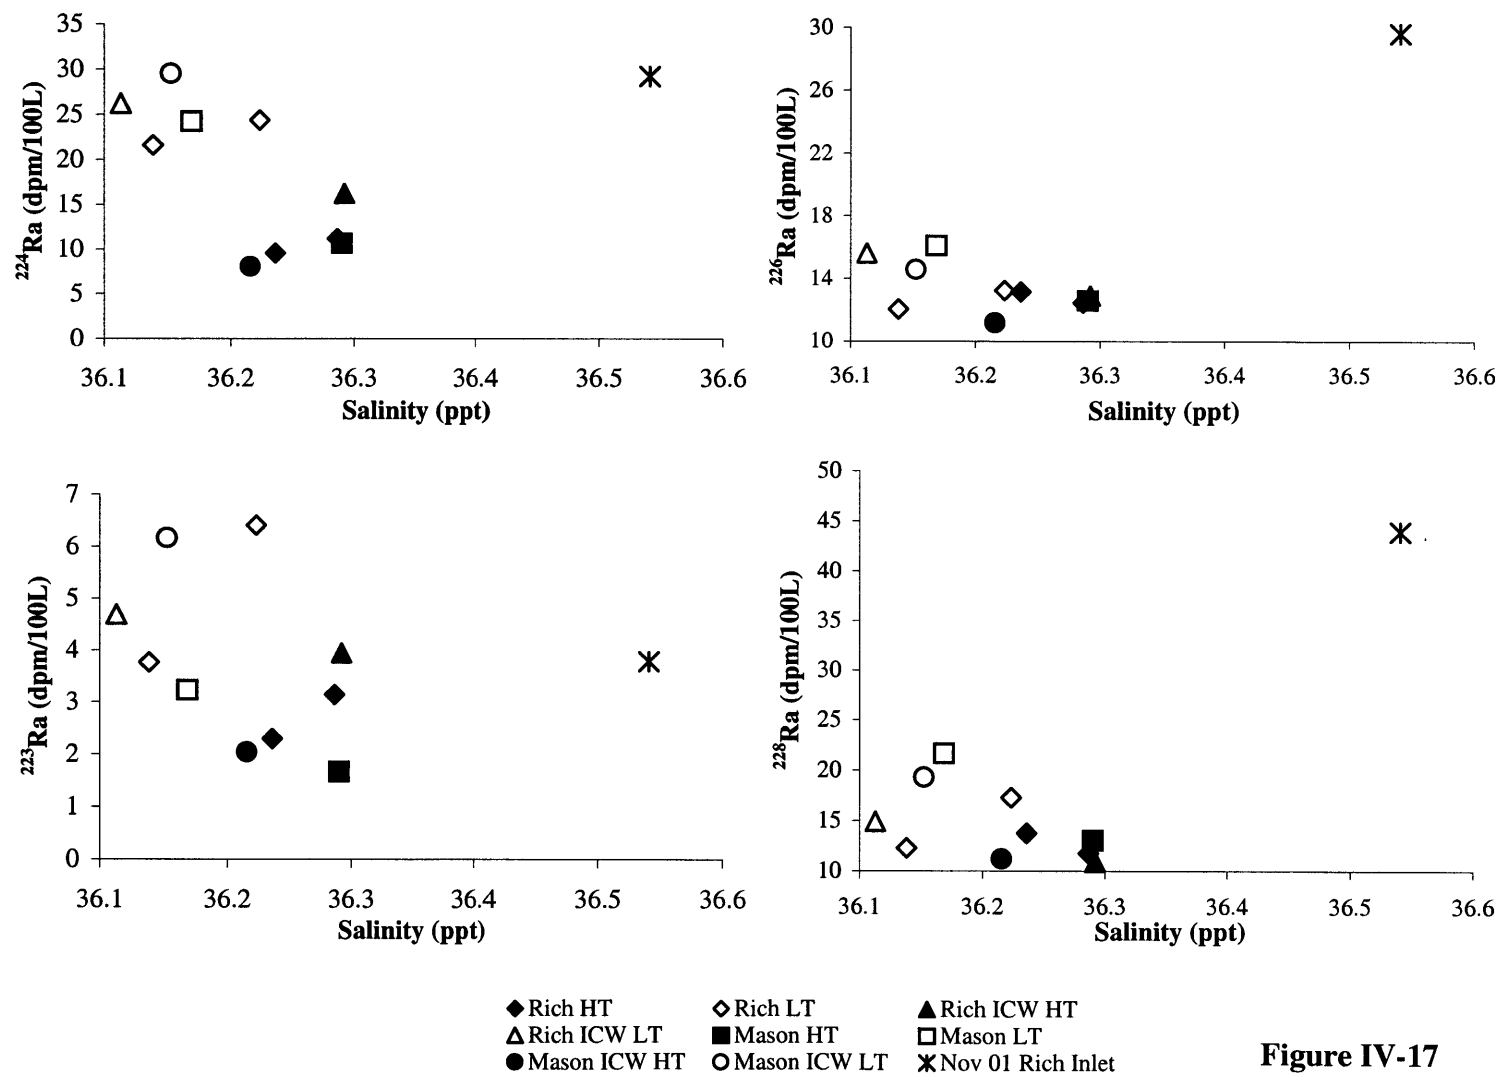 35
30
25
20
15
10
5
0
224Ra (dpm/100L)
36.1 36.2 36.3 36.4 36.5 36.6
Salinity (ppt)
30
26
22
18
14
10
226Ra (dpm/100L)
36.1 36.2 36.3 36.4 36.5 36.6
Salinity (ppt)
7
6
5
4
3
2
1
0
223Ra (dpm/100L)
36.1 36.2 36.3 36.4 36.5 36.6
Salinity (ppt)
50
45
40
35
30
25
20
15
10
228Ra (dpm/100L)
36.1 36.2 36.3 36.4 36.5 36.6
Salinity (ppt)
Rich HT Rich LT Rich ICW HT
Rich ICW LT Mason HT Mason LT
Mason ICW HT Mason ICW LT Nov 01 Rich Inlet
Figure IV-17